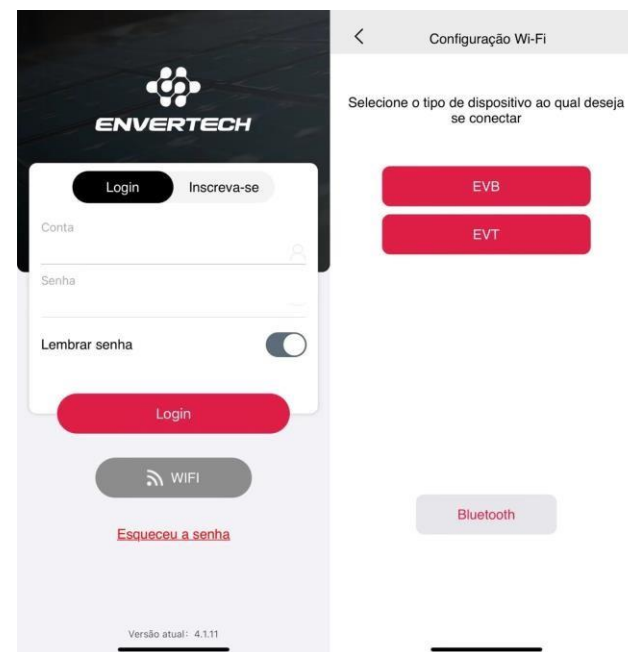 ENVERTECH
Login
Inscreva-se
Conta
Senha
Lembrar senha
Login
WIFI
Esqueceu a senha
Versão atual: 4.1.11
Configuração Wi-Fi
Selecione o tipo de dispositivo ao qual deseja
se conectar
EVB
EVT
Bluetooth